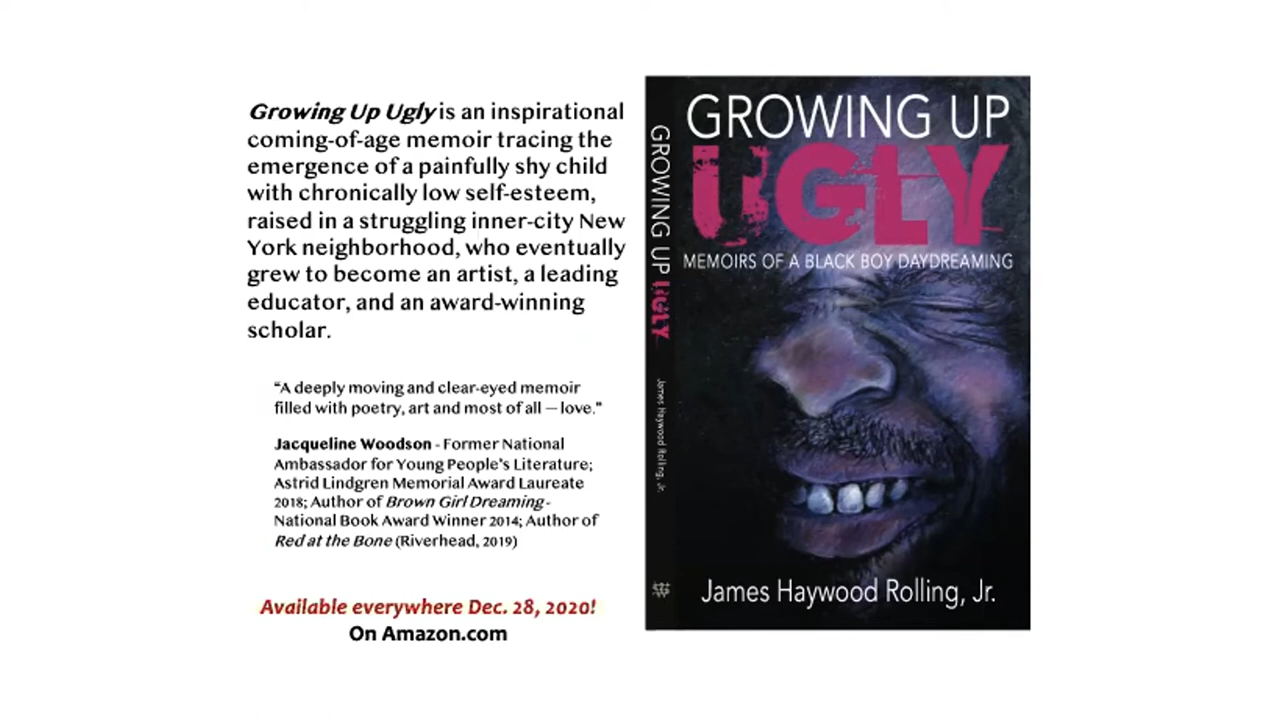 Growing Up Ugly is an inspirational
coming-of-age memoir tracing the
emergence of a painfully shy child
with chronically low self-esteem,
raised in a struggling inner-city New
York neighborhood, who eventually
grew to become an artist, a leading
educator, and an award-winning
scholar.
“A deeply moving and clear-eyed memoir
filled with poetry, art and most of all — love.”
Jacqueline Woodson - Former National
Ambassador for Young People’s Literature;
Astrid Lindgren Memorial Award Laureate
2018; Author of Brown Girl Dreaming-
National Book Award Winner 2014; Author of
Red at the Bone (Riverhead, 2019)
Available everywhere Dec. 28, 2020!
On Amazon.com
GROWING UP UGLY
James Haywood Rolling, Jr.
GROWING UP
UGLY
MEMOIRS OF A BLACK BOY DAYDREAMING
James Haywood Rolling, Jr.